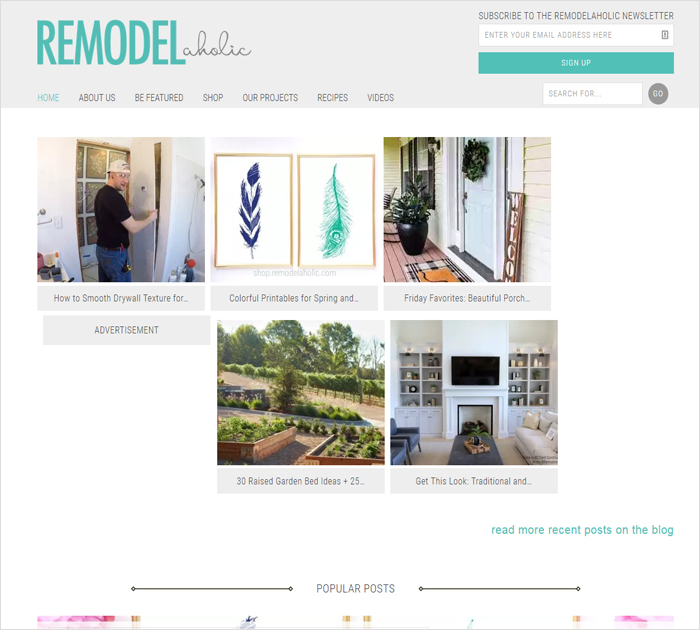 REMODELaholic
SUBSCRIBE TO THE REMODELAHOLIC NEWSLETTER
ENTER YOUR EMAIL ADDRESS HERE
SIGN UP
HOME ABOUT US BE FEATURED SHOP OUR PROJECTS RECIPES VIDEOS
SEARCH FOR... GO
shop.remodelaholic.com
WELCOME
How to Smooth Drywall Texture for...
Colorful Printables for Spring and...
Friday Favorites: Beautiful Porch...
ADVERTISEMENT
30 Raised Garden Bed Ideas + 25...
Get This Look: Traditional and...
read more recent posts on the blog
POPULAR POSTS